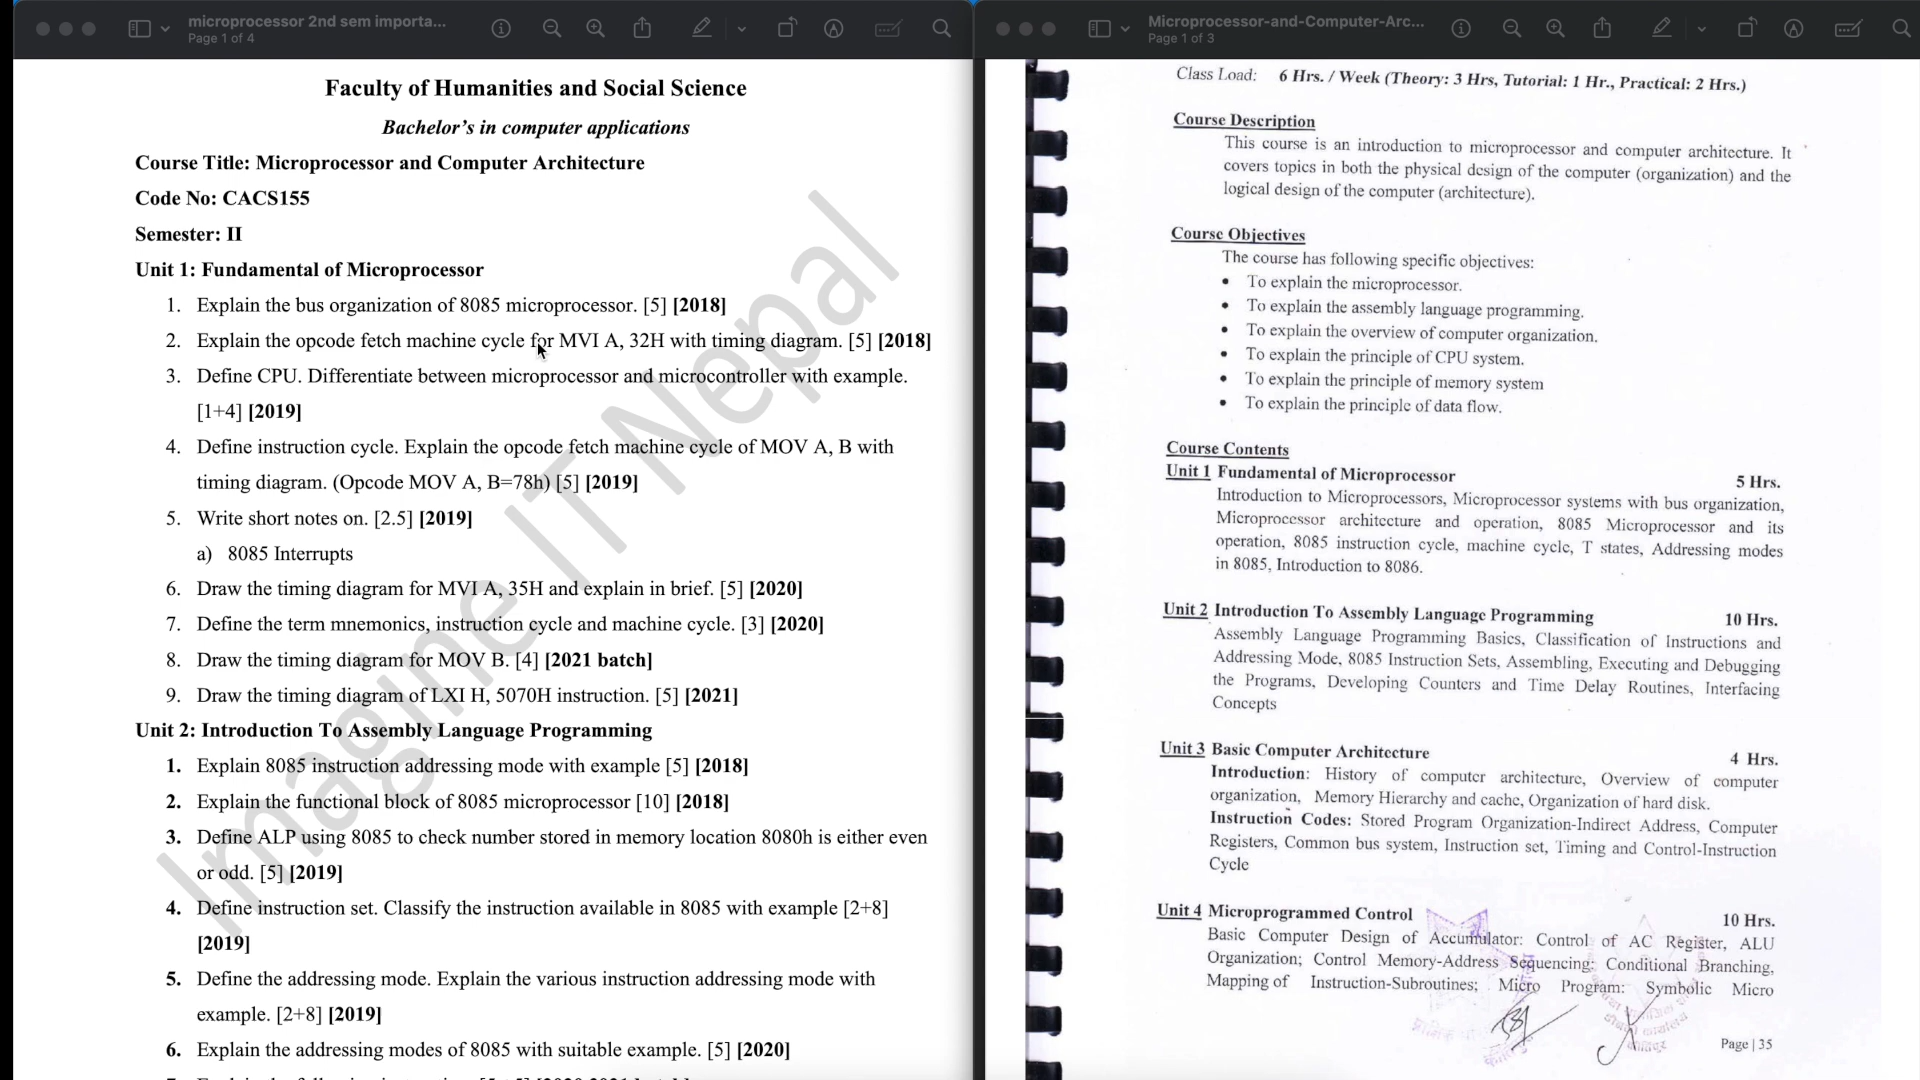 microprocessor 2nd sem importa...
Page 1 of 4
Faculty of Humanities and Social Science
Bachelor's in computer applications
Course Title: Microprocessor and Computer Architecture
Code No: CACS155
Semester: II
Unit 1: Fundamental of Microprocessor
1. Explain the bus organization of 8085 microprocessor. [5] [2018]
2. Explain the opcode fetch machine cycle for MVI A, 32H with timing diagram. [5] [2018]
3. Define CPU. Differentiate between microprocessor and microcontroller with example.
[1+4] [2019]
4. Define instruction cycle. Explain the opcode fetch machine cycle of MOV A, B with
timing diagram. (Opcode MOV A, B=78h) [5] [2019]
5. Write short notes on. [2.5] [2019]
a) 8085 Interrupts
6. Draw the timing diagram for MVI A, 35H and explain in brief. [5] [2020]
7. Define the term mnemonics, instruction cycle and machine cycle. [3] [2020]
8. Draw the timing diagram for MOV B. [4] [2021 batch]
9. Draw the timing diagram of LXI H, 5070H instruction. [5] [2021]
Unit 2: Introduction To Assembly Language Programming
1. Explain 8085 instruction addressing mode with example [5] [2018]
2. Explain the functional block of 8085 microprocessor [10] [2018]
3. Define ALP using 8085 to check number stored in memory location 8080h is either even
or odd. [5] [2019]
4. Define instruction set. Classify the instruction available in 8085 with example [2+8]
[2019]
5. Define the addressing mode. Explain the various instruction addressing mode with
example. [2+8] [2019]
6. Explain the addressing modes of 8085 with suitable example. [5] [2020]
Imagine IT Nepal
Microprocessor-and-Computer-Arc...
Page 1 of 3
Class Load: 6 Hrs. / Week (Theory: 3 Hrs, Tutorial: 1 Hr., Practical: 2 Hrs.)
Course Description
This course is an introduction to microprocessor and computer architecture. It
covers topics in both the physical design of the computer (organization) and the
logical design of the computer (architecture).
Course Objectives
The course has following specific objectives:
• To explain the microprocessor.
• To explain the assembly language programming.
• To explain the overview of computer organization.
• To explain the principle of CPU system.
• To explain the principle of memory system
• To explain the principle of data flow.
Course Contents
Unit 1 Fundamental of Microprocessor 5 Hrs.
Introduction to Microprocessors, Microprocessor systems with bus organization,
Microprocessor architecture and operation, 8085 Microprocessor and its
operation, 8085 instruction cycle, machine cycle, T states, Addressing modes
in 8085, Introduction to 8086.
Unit 2 Introduction To Assembly Language Programming 10 Hrs.
Assembly Language Programming Basics, Classification of Instructions and
Addressing Mode, 8085 Instruction Sets, Assembling, Executing and Debugging
the Programs, Developing Counters and Time Delay Routines, Interfacing
Concepts
Unit 3 Basic Computer Architecture 4 Hrs.
Introduction: History of computer architecture, Overview of computer
organization, Memory Hierarchy and cache, Organization of hard disk.
Instruction Codes: Stored Program Organization-Indirect Address, Computer
Registers, Common bus system, Instruction set, Timing and Control-Instruction
Cycle
Unit 4 Microprogrammed Control 10 Hrs.
Basic Computer Design of Accumulator: Control of AC Register, ALU
Organization; Control Memory-Address Sequencing: Conditional Branching,
Mapping of Instruction-Subroutines; Micro Program: Symbolic Micro
Page | 35